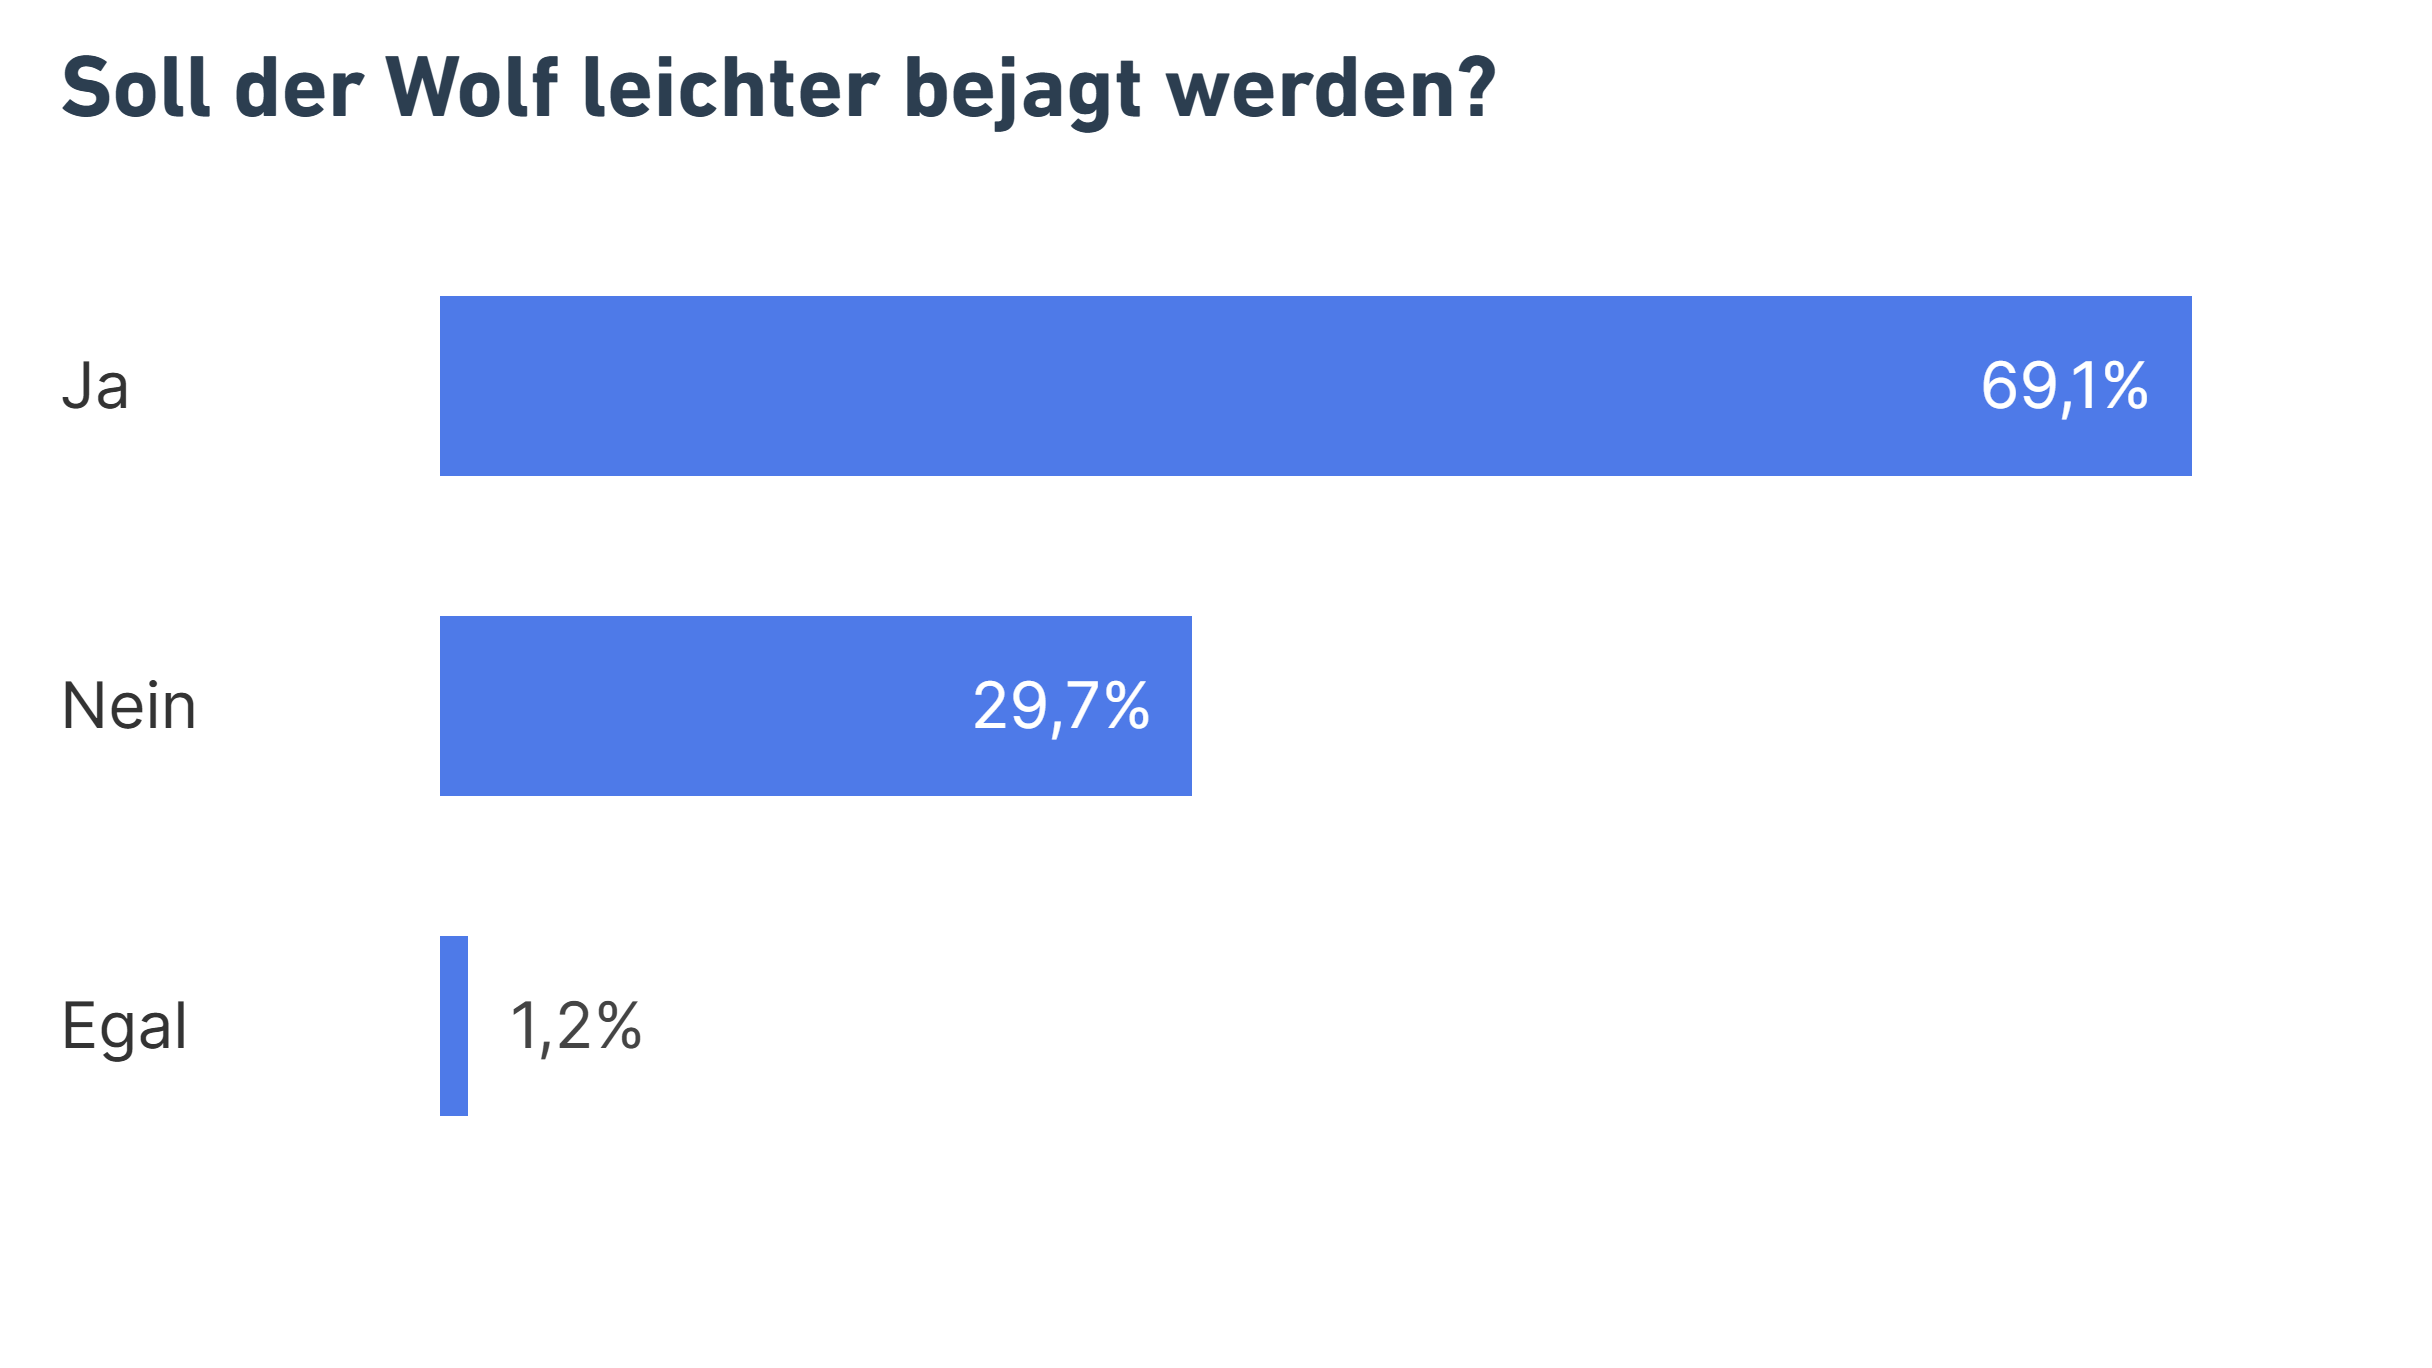 Soll der Wolf leichter bejagt werden?
Ja 69,1%
Nein 29,7%
Egal 1,2%